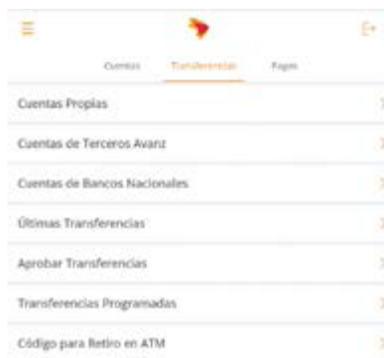 Cuentas Transferencias Pagos
Cuentas Propias
Cuentas de Terceros Avanz
Cuentas de Bancos Nacionales
Últimas Transferencias
Aprobar Transferencias
Transferencias Programadas
Código para Retiro en ATM